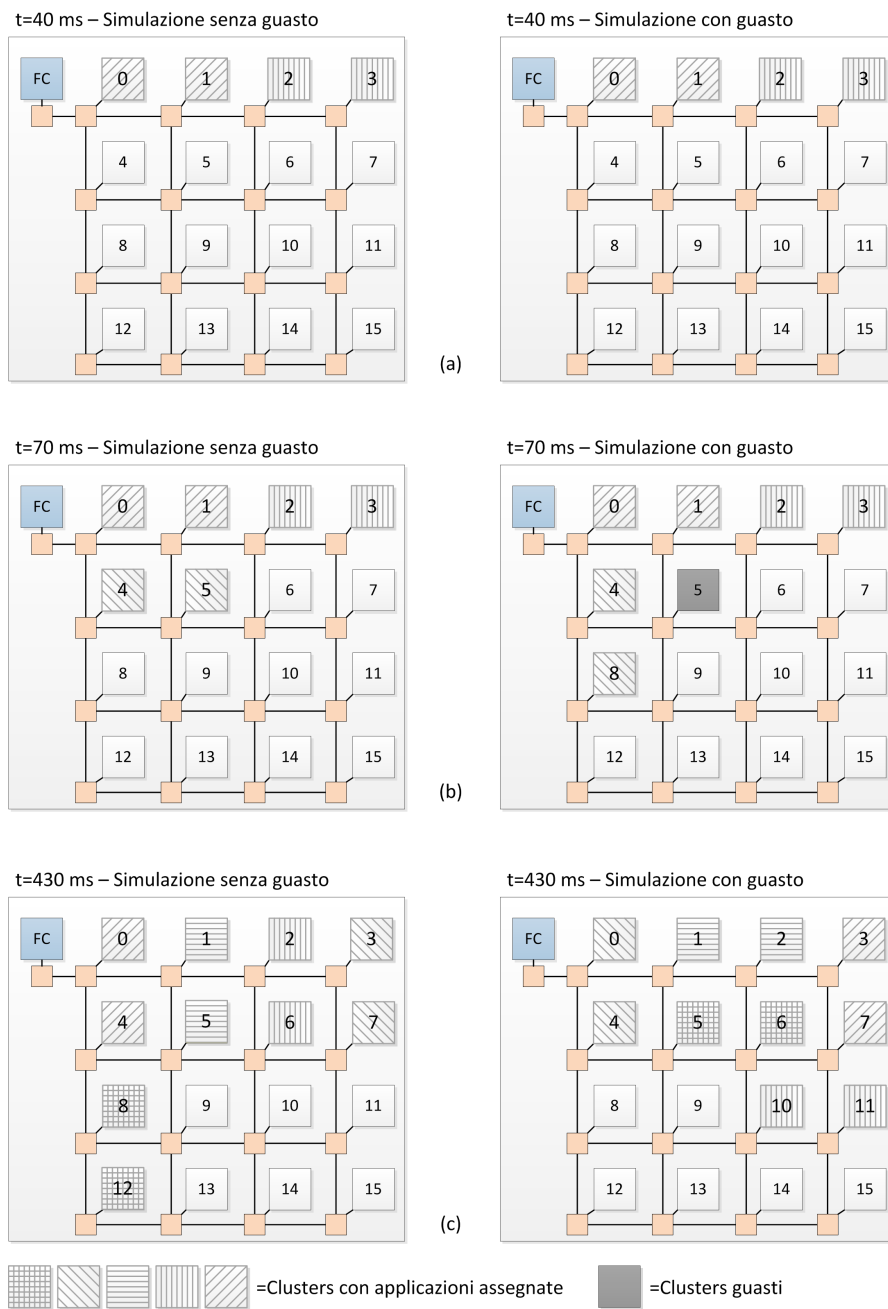 t=40 ms – Simulazione senza guasto
FC 0 1 2 3
4 5 6 7
8 9 10 11
12 13 14 15
t=40 ms – Simulazione con guasto
FC 0 1 2 3
4 5 6 7
8 9 10 11
12 13 14 15
(a)
t=70 ms – Simulazione senza guasto
FC 0 1 2 3
4 5 6 7
8 9 10 11
12 13 14 15
t=70 ms – Simulazione con guasto
FC 0 1 2 3
4 5 6 7
8 9 10 11
12 13 14 15
(b)
t=430 ms – Simulazione senza guasto
FC 0 1 2 3
4 5 6 7
8 9 10 11
12 13 14 15
t=430 ms – Simulazione con guasto
FC 0 1 2 3
4 5 6 7
8 9 10 11
12 13 14 15
(c)
=Clusters con applicazioni assegnate
=Clusters guasti